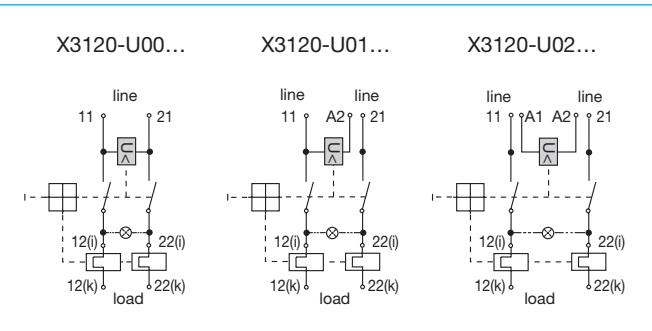 X3120-U00… X3120-U01… X3120-U02…
line line line line line
11 21 11 A2 21 11 A1 A2 21
U< U< U<
12(i) 22(i) 12(i) 22(i) 12(i) 22(i)
12(k) 22(k) 12(k) 22(k) 12(k) 22(k)
load load load